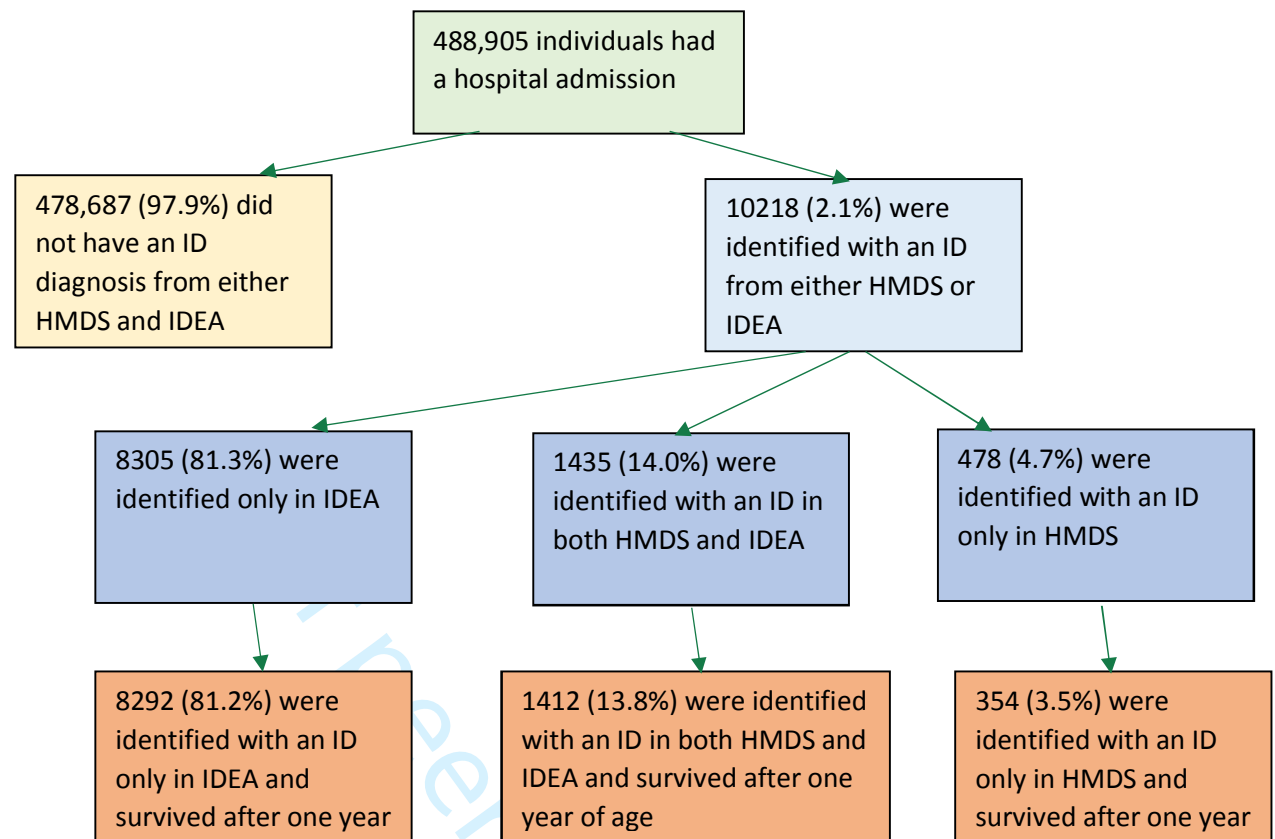 488,905 individuals had
a hospital admission
478,687 (97.9%) did
not have an ID
diagnosis from either
HMDS and IDEA
10218 (2.1%) were
identified with an ID
from either HMDS or
IDEA
8305 (81.3%) were
identified only in IDEA
1435 (14.0%) were
identified with an ID in
both HMDS and IDEA
478 (4.7%) were
identified with an ID
only in HMDS
8292 (81.2%) were
identified with an ID
only in IDEA and
survived after one year
1412 (13.8%) were identified
with an ID in both HMDS and
IDEA and survived after one
year of age
354 (3.5%) were
identified with an ID
only in HMDS and
survived after one year